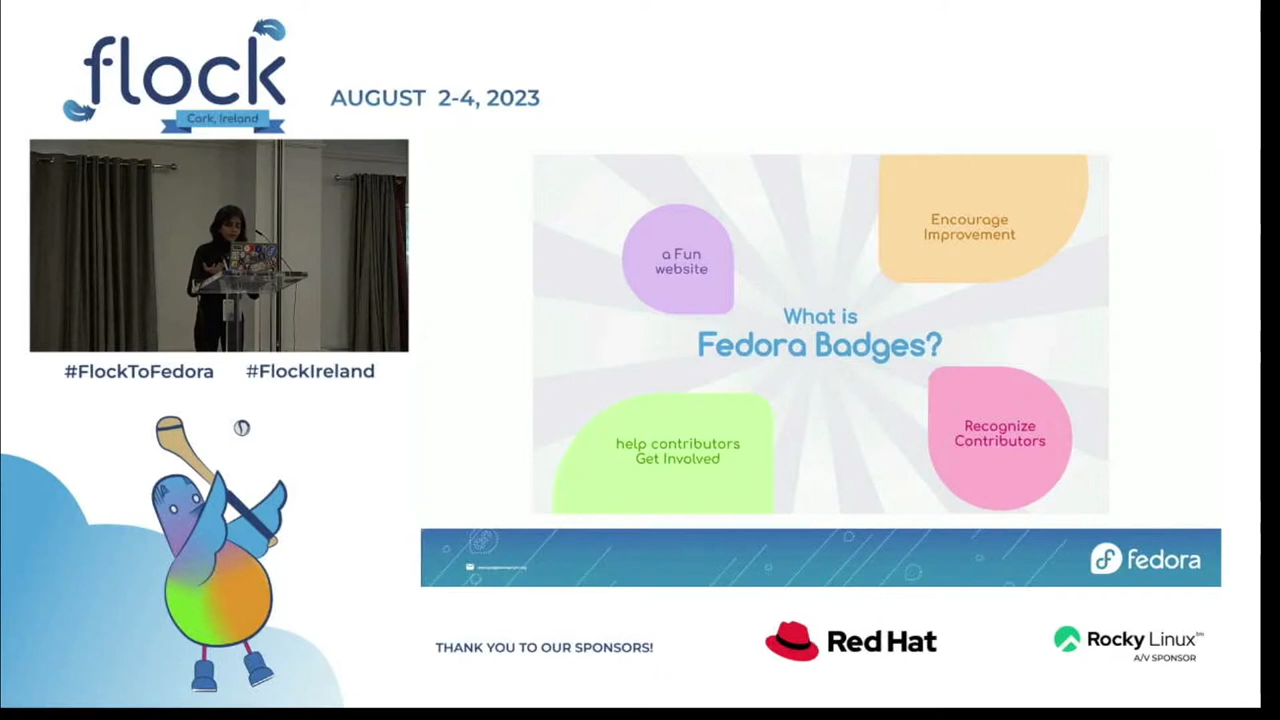 flock
Cork, Ireland
AUGUST 2-4, 2023
#FlockToFedora #FlockIreland
a Fun
website
Encourage
Improvement
What is
Fedora Badges?
help contributors
Get Involved
Recognize
Contributors
fedora
THANK YOU TO OUR SPONSORS!
Red Hat
Rocky Linux™
A/V SPONSOR